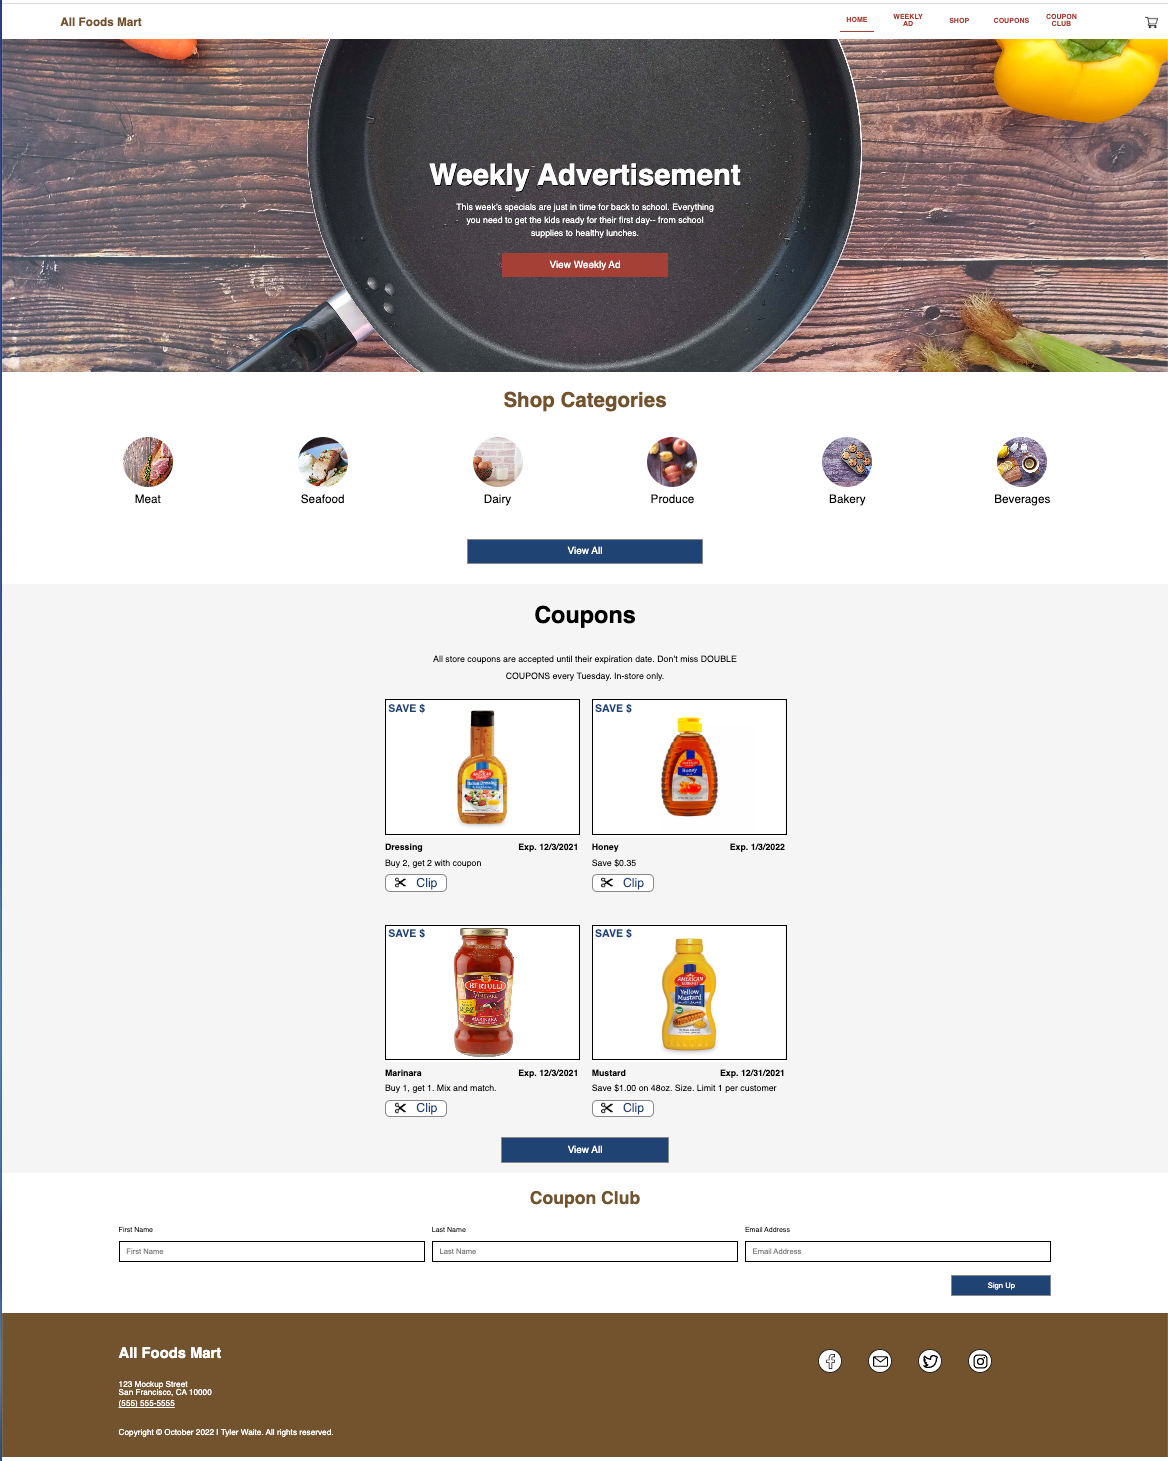 All Foods Mart
HOME
WEEKLY
AD
SHOP
COUPONS
COUPON
CLUB
Weekly Advertisement
This week's specials are just in time for back to school. Everything
you need to get the kids ready for their first day-- from school
supplies to healthy lunches.
View Weekly Ad
Shop Categories
Meat
Seafood
Dairy
Produce
Bakery
Beverages
View All
Coupons
All store coupons are accepted until their expiration date. Don't miss DOUBLE
COUPONS every Tuesday. In-store only.
SAVE $
SAVE $
Honey
Dressing Exp. 12/3/2021
Buy 2, get 2 with coupon
Clip
Honey Exp. 1/3/2022
Save $0.35
Clip
SAVE $
BERTOLLI
MARINARA
SAVE $
AMERICAN
Yellow
Mustard
Marinara Exp. 12/3/2021
Buy 1, get 1. Mix and match.
Clip
Mustard Exp. 12/31/2021
Save $1.00 on 48oz. Size. Limit 1 per customer
Clip
View All
Coupon Club
First Name
Last Name
Email Address
First Name
Last Name
Email Address
Sign Up
All Foods Mart
123 Mockup Street
San Francisco, CA 10000
(555) 555-5555
Copyright © October 2022 | Tyler Waite. All rights reserved.